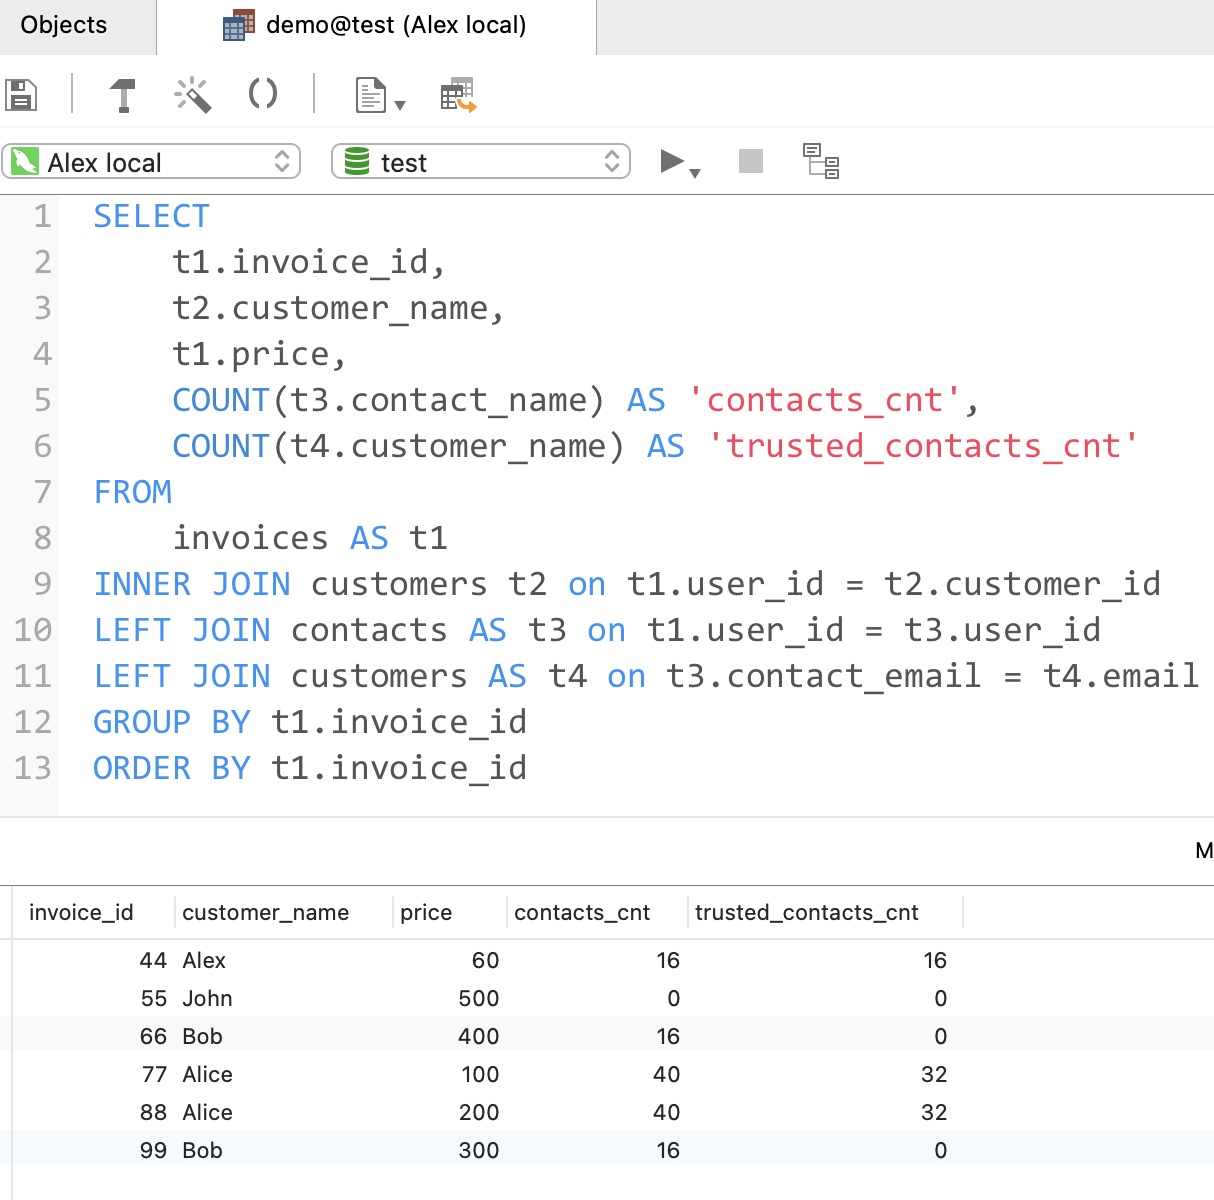 Objects
demo@test (Alex local)
Alex local
test
1 SELECT
2 t1.invoice_id,
3 t2.customer_name,
4 t1.price,
5 COUNT(t3.contact_name) AS 'contacts_cnt',
6 COUNT(t4.customer_name) AS 'trusted_contacts_cnt'
7 FROM
8 invoices AS t1
9 INNER JOIN customers t2 on t1.user_id = t2.customer_id
10 LEFT JOIN contacts AS t3 on t1.user_id = t3.user_id
11 LEFT JOIN customers AS t4 on t3.contact_email = t4.email
12 GROUP BY t1.invoice_id
13 ORDER BY t1.invoice_id
M
invoice_id customer_name price contacts_cnt trusted_contacts_cnt
44 Alex 60 16 16
55 John 500 0 0
66 Bob 400 16 0
77 Alice 100 40 32
88 Alice 200 40 32
99 Bob 300 16 0